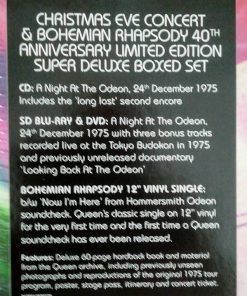 CHRISTMAS EVE CONCERT
& BOHEMIAN RHAPSODY 40TH
ANNIVERSARY LIMITED EDITION
SUPER DELUXE BOXED SET
CD: A Night At The Odeon, 24th December 1975
Includes the 'long lost' second encore
SD BLU-RAY & DVD: A Night At The Odeon,
24th December 1975 with three bonus tracks
recorded live at the Tokyo Budokan in 1975
and previously unreleased documentary
'Looking Back At The Odeon'
BOHEMIAN RHAPSODY 12" VINYL SINGLE:
b/w 'Now I'm Here' from Hammersmith Odeon
soundcheck. Queen's classic single on 12" vinyl
for the very first time and the first time a Queen
soundcheck has ever been released.
Features: Deluxe 60-page hardback book and material
from the Queen archive, including previously unseen
photographs and reproductions of the original 1975 tour
program, poster, stage pass, itinerary, ticket and badge.